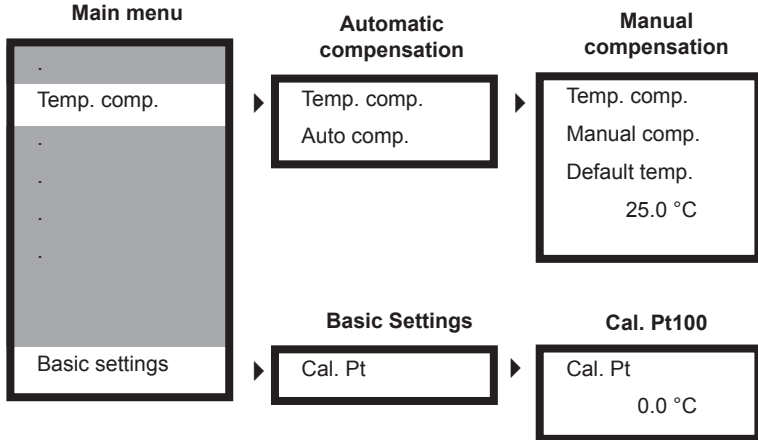 Main menu
.
Temp. comp.
.
.
.
.
Basic settings
Automatic
compensation
Temp. comp.
Auto comp.
Manual
compensation
Temp. comp.
Manual comp.
Default temp.
25.0 °C
Basic Settings
Cal. Pt
Cal. Pt100
Cal. Pt
0.0 °C